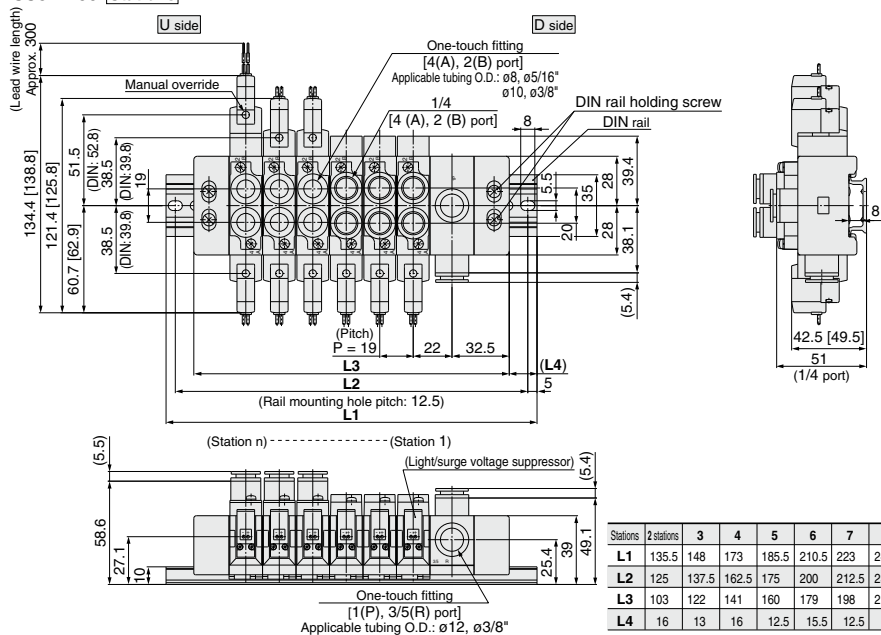 U side
D side
(Lead wire length)
Approx. 300
Manual override
One-touch fitting
[4(A), 2(B) port]
Applicable tubing O.D.: ø8, ø5/16"
ø10, ø3/8"
1/4
[4 (A), 2 (B) port]
DIN rail holding screw
DIN rail
8
134.4 [138.8]
121.4 [125.8]
60.7 [62.9]
51.5
(DIN: 52.8)
38.5
(DIN: 39.8)
19
38.5
(DIN: 39.8)
5.5
20
35
28
28
39.4
38.1
(5.4)
8
42.5 [49.5]
51
(1/4 port)
(Pitch)
P = 19
22
32.5
L3
(L4)
L2
5
(Rail mounting hole pitch: 12.5)
L1
(Station n)
(Station 1)
(Light/surge voltage suppressor)
(5.5)
58.6
27.1
10
(5.4)
25.4
39
49.1
One-touch fitting
[1(P), 3/5(R) port]
Applicable tubing O.D.: ø12, ø3/8"
Stations 2 stations 3 4 5 6 7
L1 135.5 148 173 185.5 210.5 223 2
L2 125 137.5 162.5 175 200 212.5 2
L3 103 122 141 160 179 198 2
L4 16 13 16 12.5 15.5 12.5